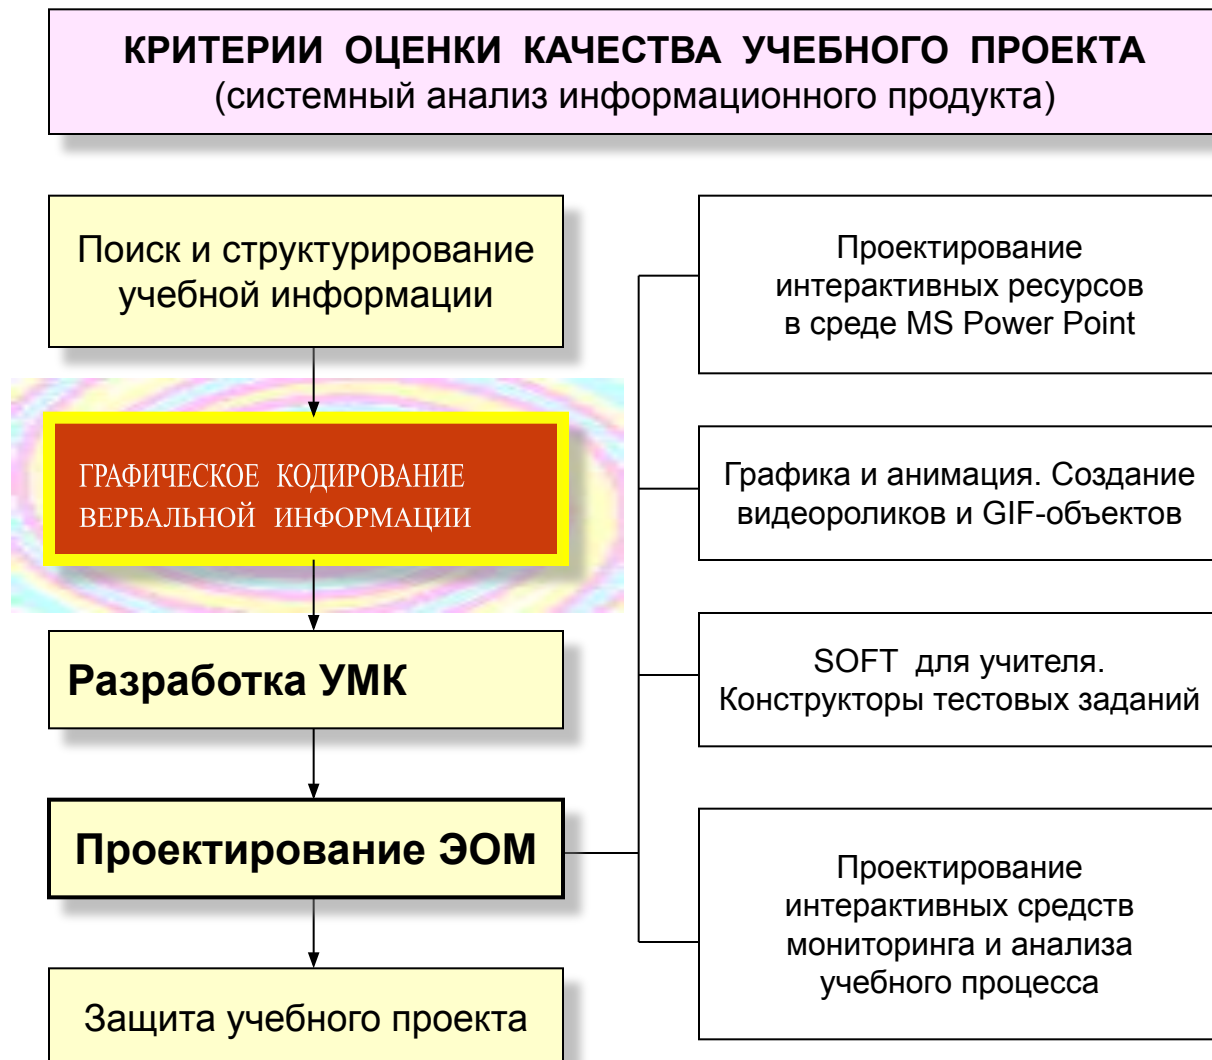 КРИТЕРИИ ОЦЕНКИ КАЧЕСТВА УЧЕБНОГО ПРОЕКТА
(системный анализ информационного продукта)
Поиск и структурирование
учебной информации
ГРАФИЧЕСКОЕ КОДИРОВАНИЕ
ВЕРБАЛЬНОЙ ИНФОРМАЦИИ
Разработка УМК
Проектирование ЭОМ
Защита учебного проекта
Проектирование
интерактивных ресурсов
в среде MS Power Point
Графика и анимация. Создание
видеороликов и GIF-объектов
SOFT для учителя.
Конструкторы тестовых заданий
Проектирование
интерактивных средств
мониторинга и анализа
учебного процесса